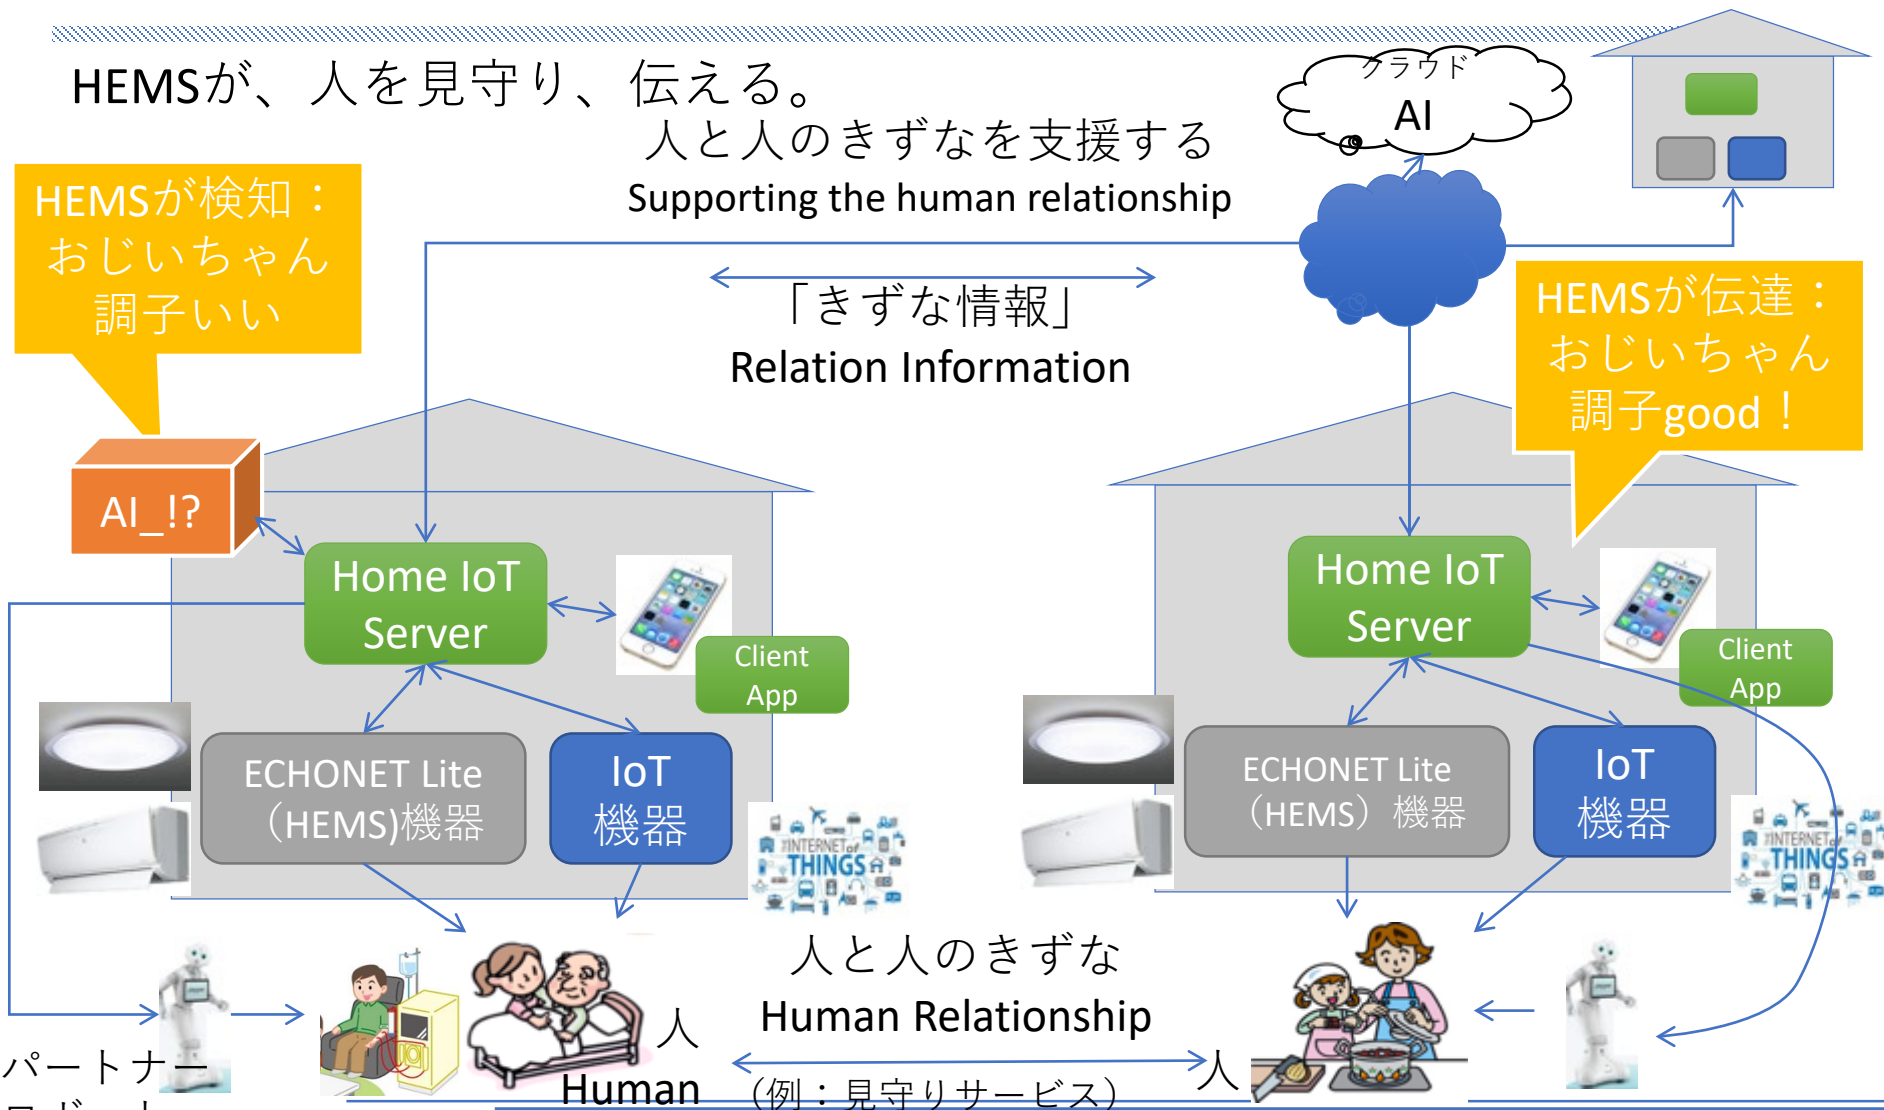 HEMSが、人を見守り、伝える。
クラウド
AI
人と人のきずなを支援する
Supporting the human relationship
HEMSが検知：
おじいちゃん
調子いい
「きずな情報」
Relation Information
HEMSが伝達：
おじいちゃん
調子good！
AI_!?
Home IoT
Server
Client
App
ECHONET Lite
（HEMS)機器
IoT
機器
THE INTERNET of
THINGS
Home IoT
Server
Client
App
ECHONET Lite
（HEMS）機器
IoT
機器
THE INTERNET of
THINGS
人と人のきずな
Human Relationship
（例：見守りサービス）
人
Human
人
パートナー
ロボット